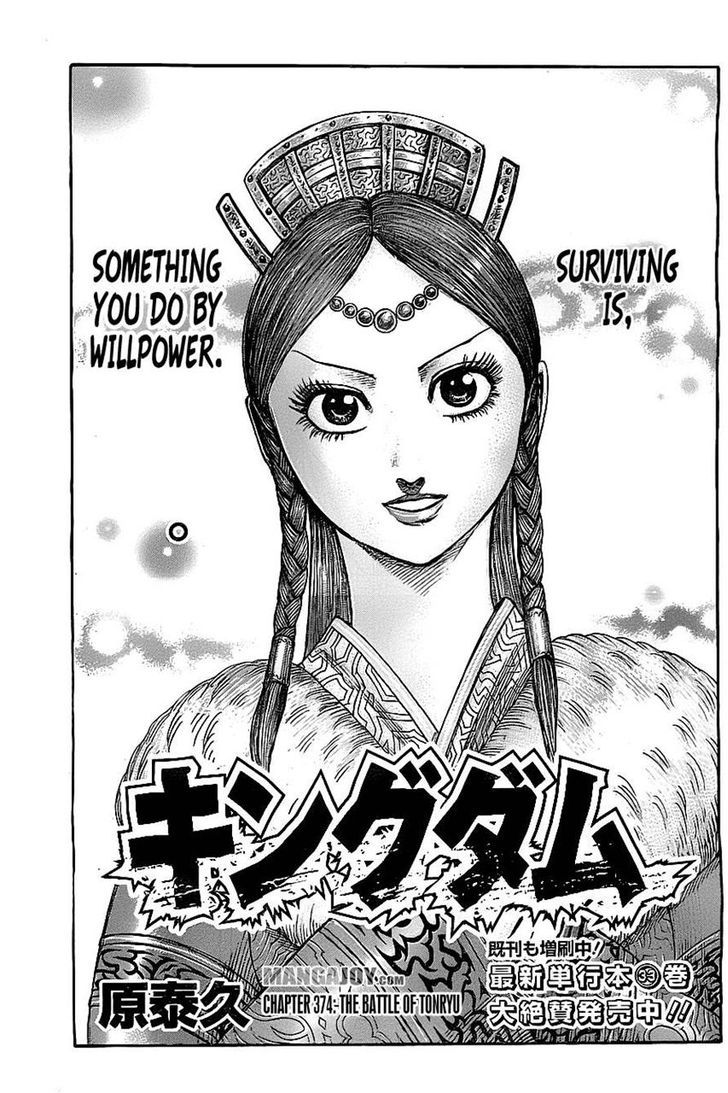 SURVIVING
IS,
SOMETHING
YOU DO BY
WILLPOWER.
キングダム
既刊も増刷中!
最新単行本33巻
大絶賛発売中!!
原泰久
MANGAJOY.COM
CHAPTER 374: THE BATTLE OF TONRYU